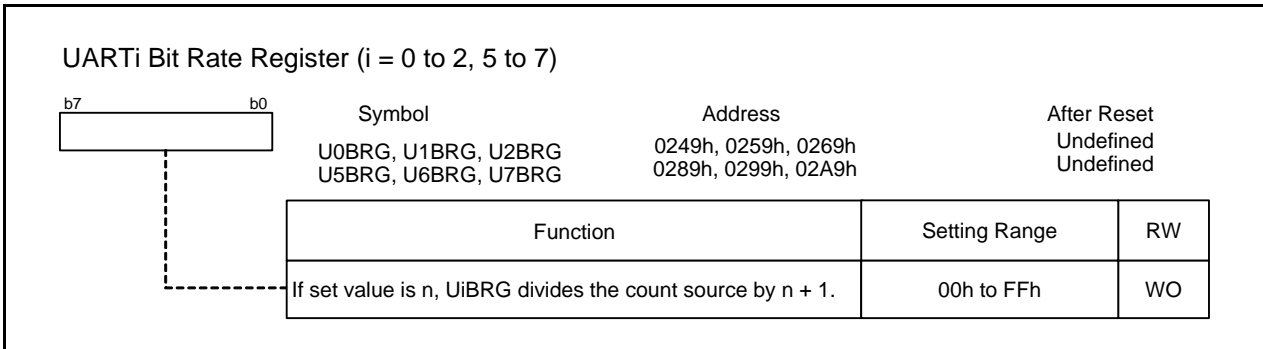 UARTi Bit Rate Register (i = 0 to 2, 5 to 7)
b7 b0
Symbol Address After Reset
U0BRG, U1BRG, U2BRG 0249h, 0259h, 0269h Undefined
U5BRG, U6BRG, U7BRG 0289h, 0299h, 02A9h Undefined
Function Setting Range RW
If set value is n, UiBRG divides the count source by n + 1. 00h to FFh WO